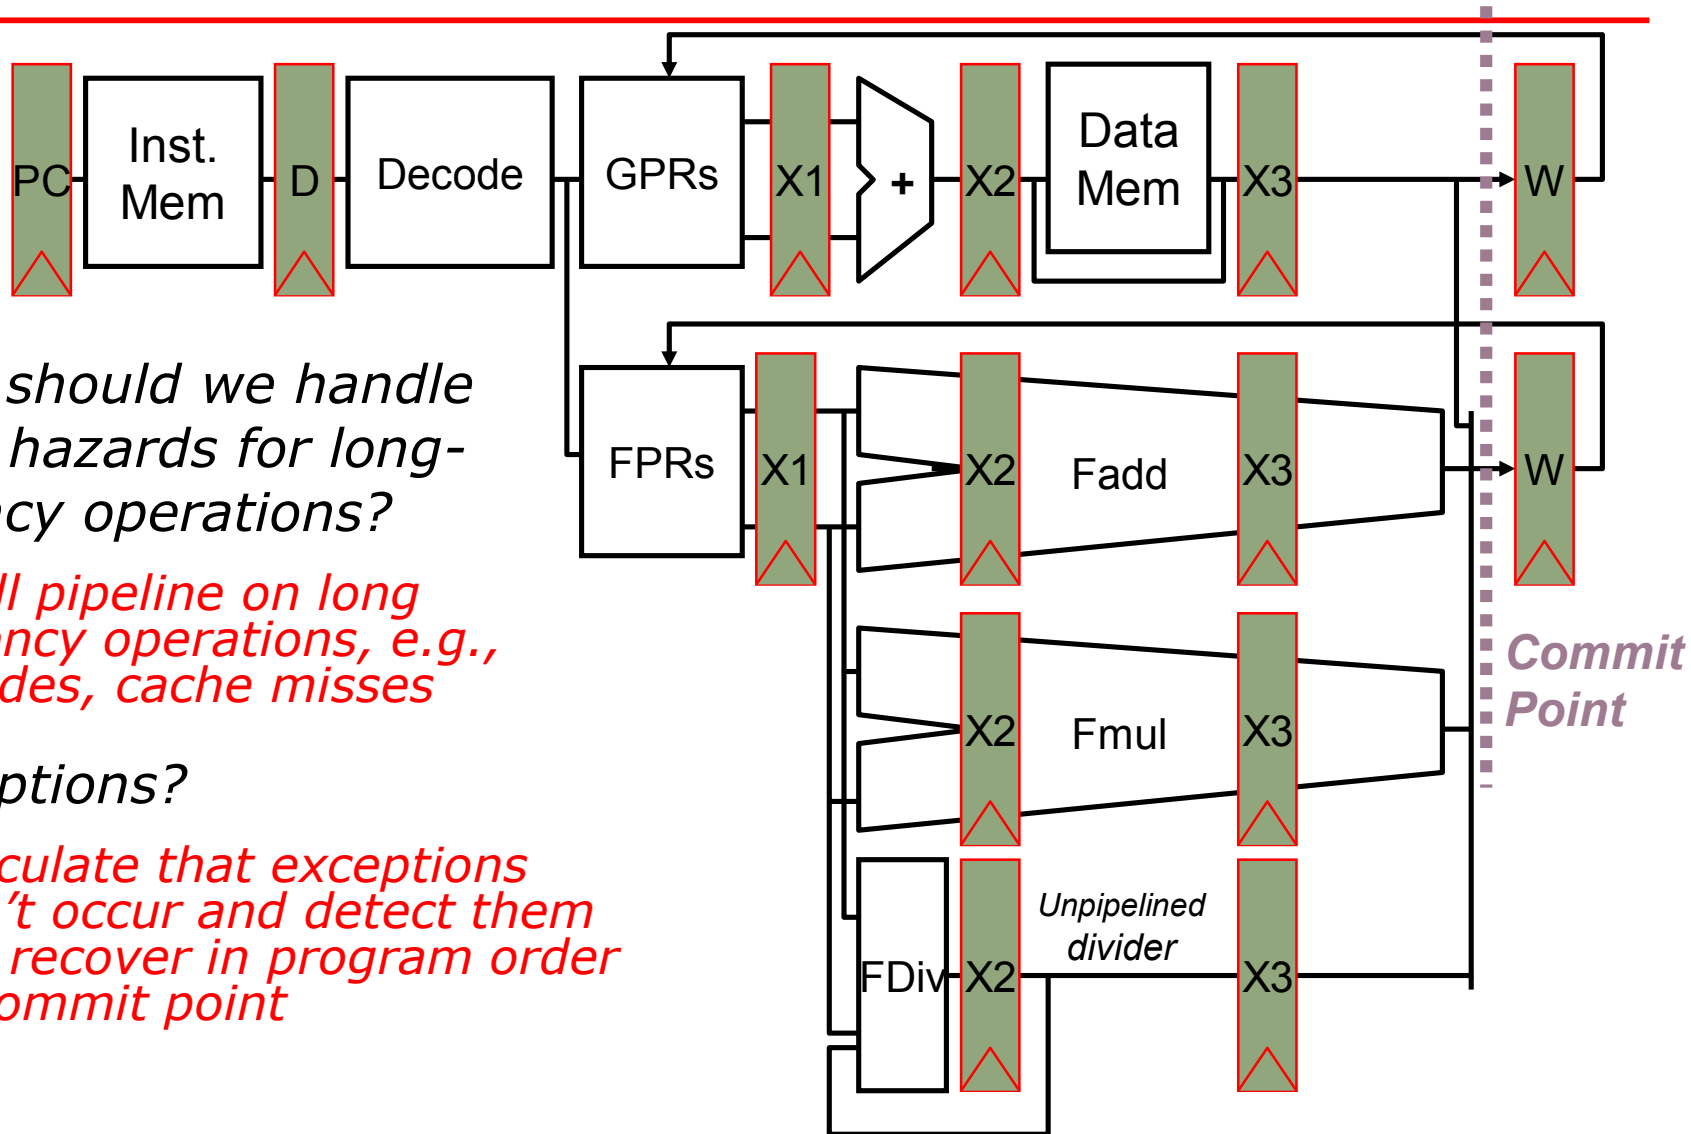 PC
Inst.
Mem
D
Decode
GPRs
X1
+
X2
Data
Mem
X3
W
should we handle
hazards for long-
ncy operations?
ll pipeline on long
ency operations, e.g.,
des, cache misses
ptions?
culate that exceptions
't occur and detect them
recover in program order
ommit point
FPRs
X1
X2
Fadd
X3
W
X2
Fmul
X3
Commit
Point
FDiv
X2
Unpipelined
divider
X3